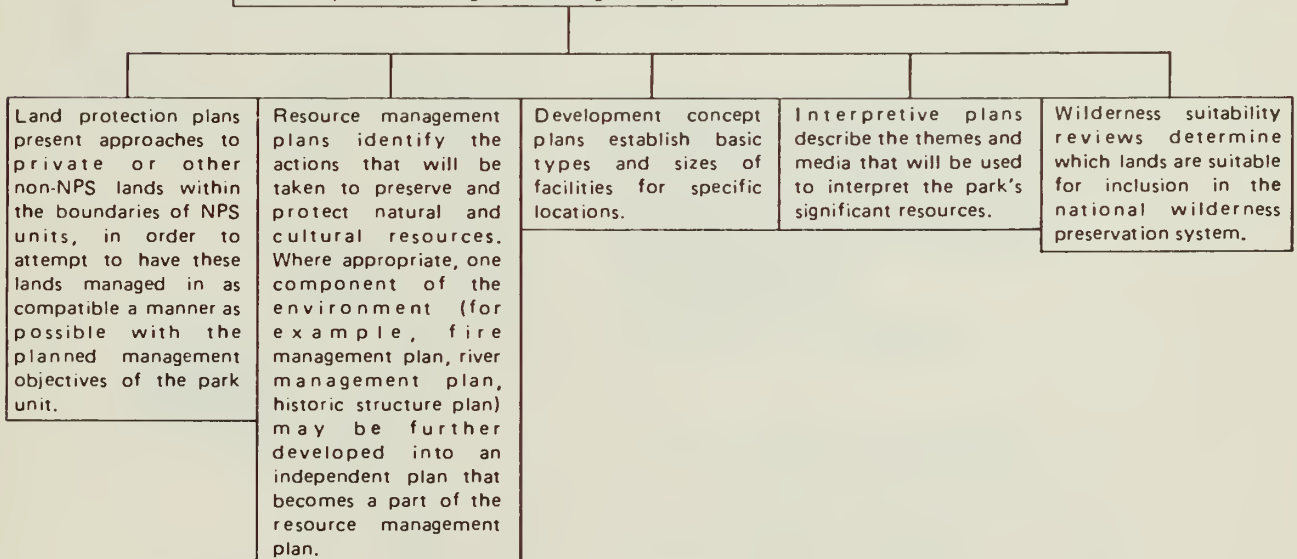 Land protection plans
present approaches to
private or other
non-NPS lands within
the boundaries of NPS
units, in order to
attempt to have these
lands managed in as
compatible a manner as
possible with the
planned management
objectives of the park
unit.
Resource management
plans identify the
actions that will be
taken to preserve and
protect natural and
cultural resources.
Where appropriate, one
component of the
environment (for
example, fire
management plan, river
management plan,
historic structure plan)
may be further
developed into an
independent plan that
becomes a part of the
resource management
plan.
Development concept
plans establish basic
types and sizes of
facilities for specific
locations.
Interpretive plans
describe the themes and
media that will be used
to interpret the park's
significant resources.
Wilderness suitability
reviews determine
which lands are suitable
for inclusion in the
national wilderness
preservation system.